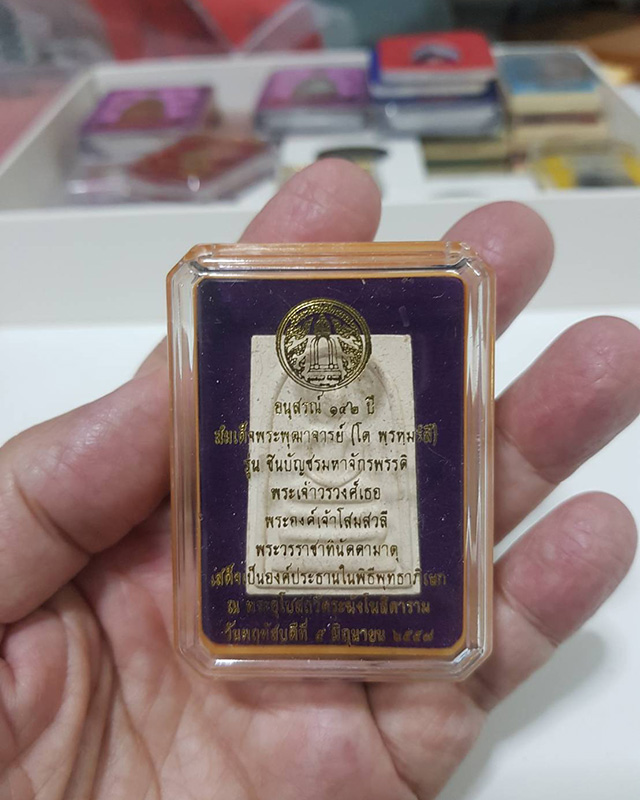 อนุสรณ์ ๑๔๒ ปี
สมเด็จพระพุฒาจารย์ (โต พฺรหฺมรํสี)
รุ่น ชินบัญชรมหาจักรพรรดิ
พระเจ้าวรวงศ์เธอ
พระองค์เจ้าโสมสวลี
พระวรราชาทินัดดามาตุ
เสด็จเป็นองค์ประธานในพิธีพุทธาภิเษก
ณ พระอุโบสถวัดระฆังโฆสิตาราม
วันพฤหัสบดีที่ ๙ มิถุนายน ๒๕๕๗